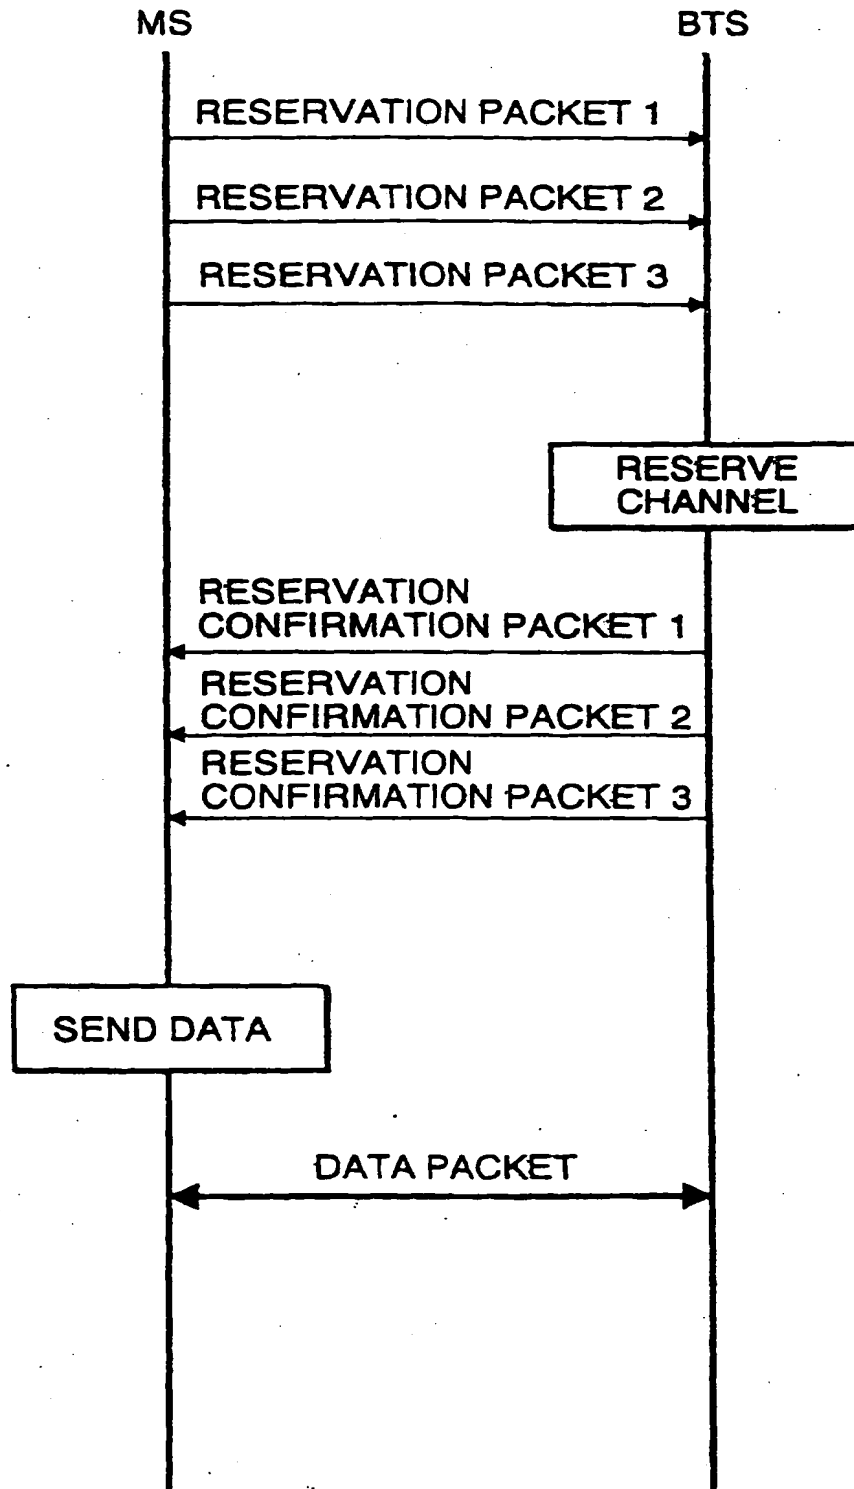 MS
BTS
RESERVATION PACKET 1
RESERVATION PACKET 2
RESERVATION PACKET 3
RESERVE
CHANNEL
RESERVATION
CONFIRMATION PACKET 1
RESERVATION
CONFIRMATION PACKET 2
RESERVATION
CONFIRMATION PACKET 3
SEND DATA
DATA PACKET